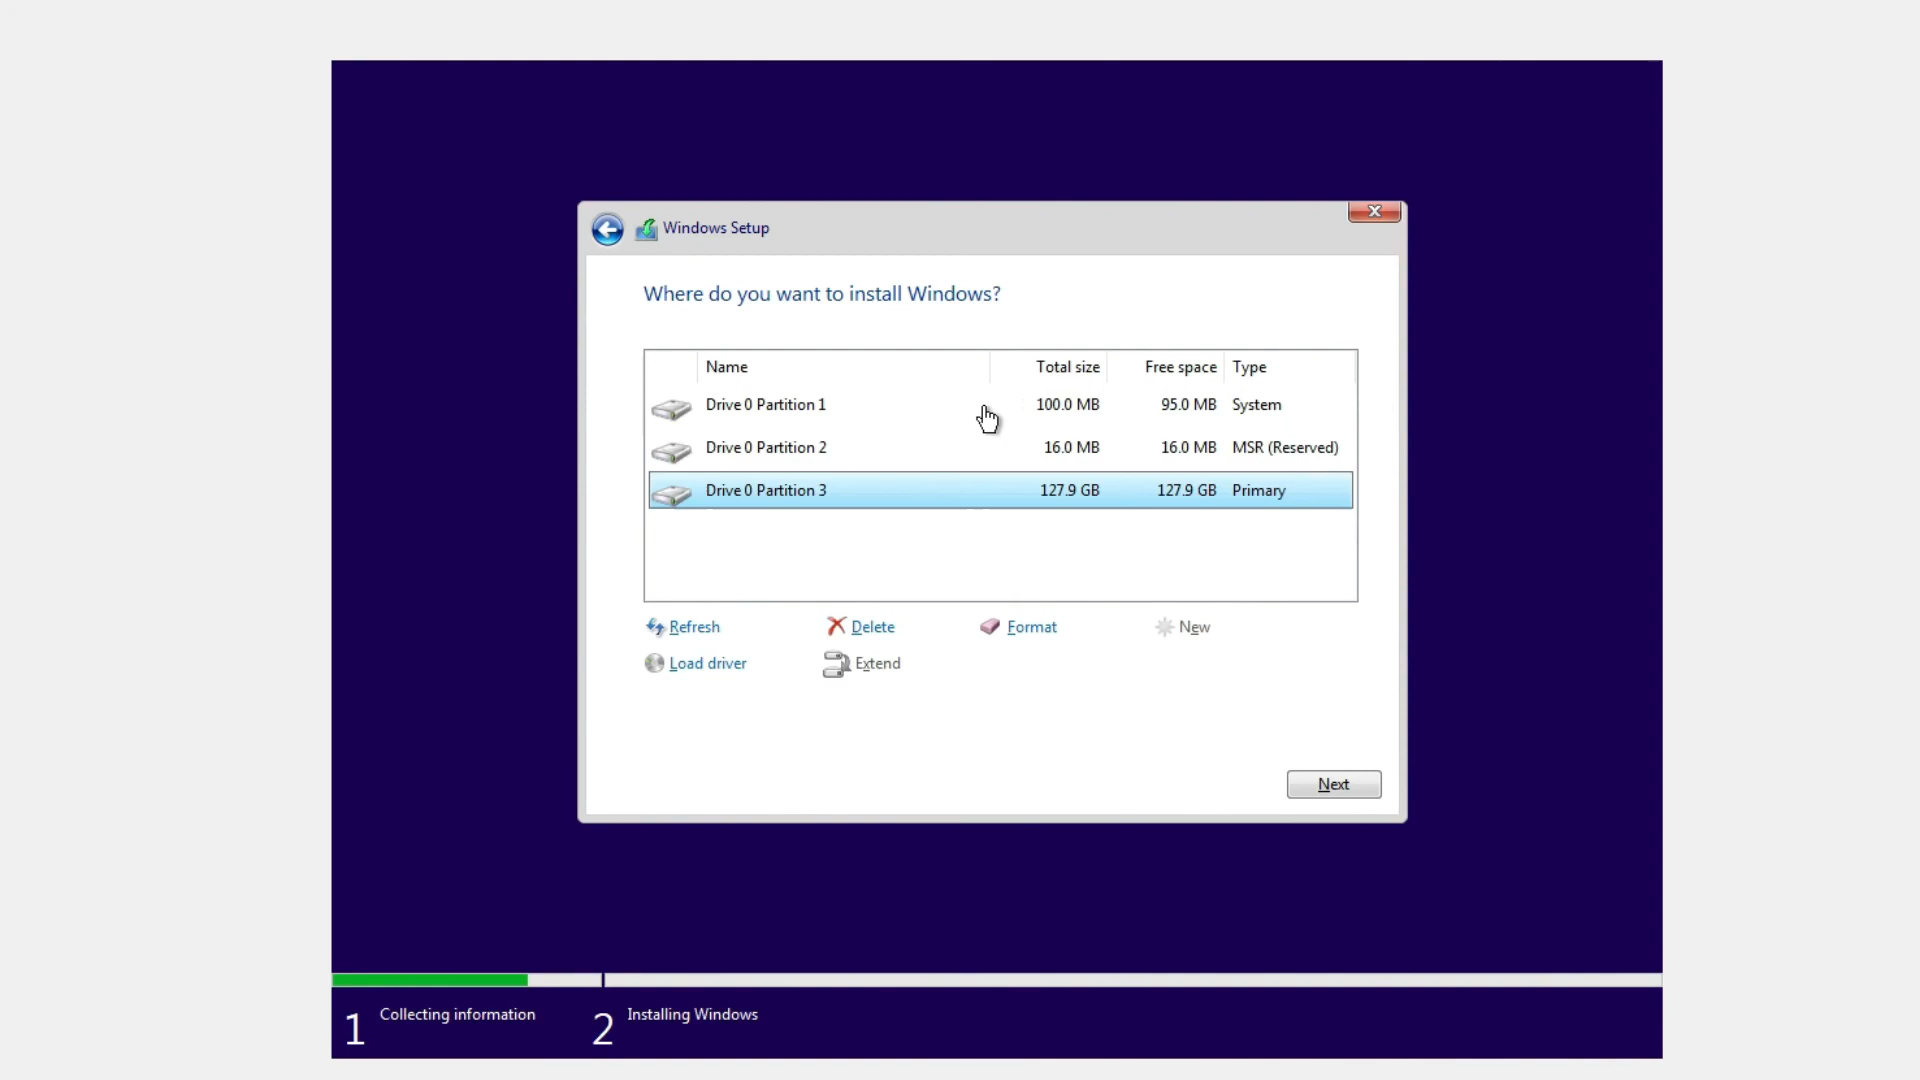 Windows Setup
Where do you want to install Windows?
Name Total size Free space Type
Drive 0 Partition 1 100.0 MB 95.0 MB System
Drive 0 Partition 2 16.0 MB 16.0 MB MSR (Reserved)
Drive 0 Partition 3 127.9 GB 127.9 GB Primary
Refresh Delete Format New
Load driver Extend
Next
1 Collecting information 2 Installing Windows